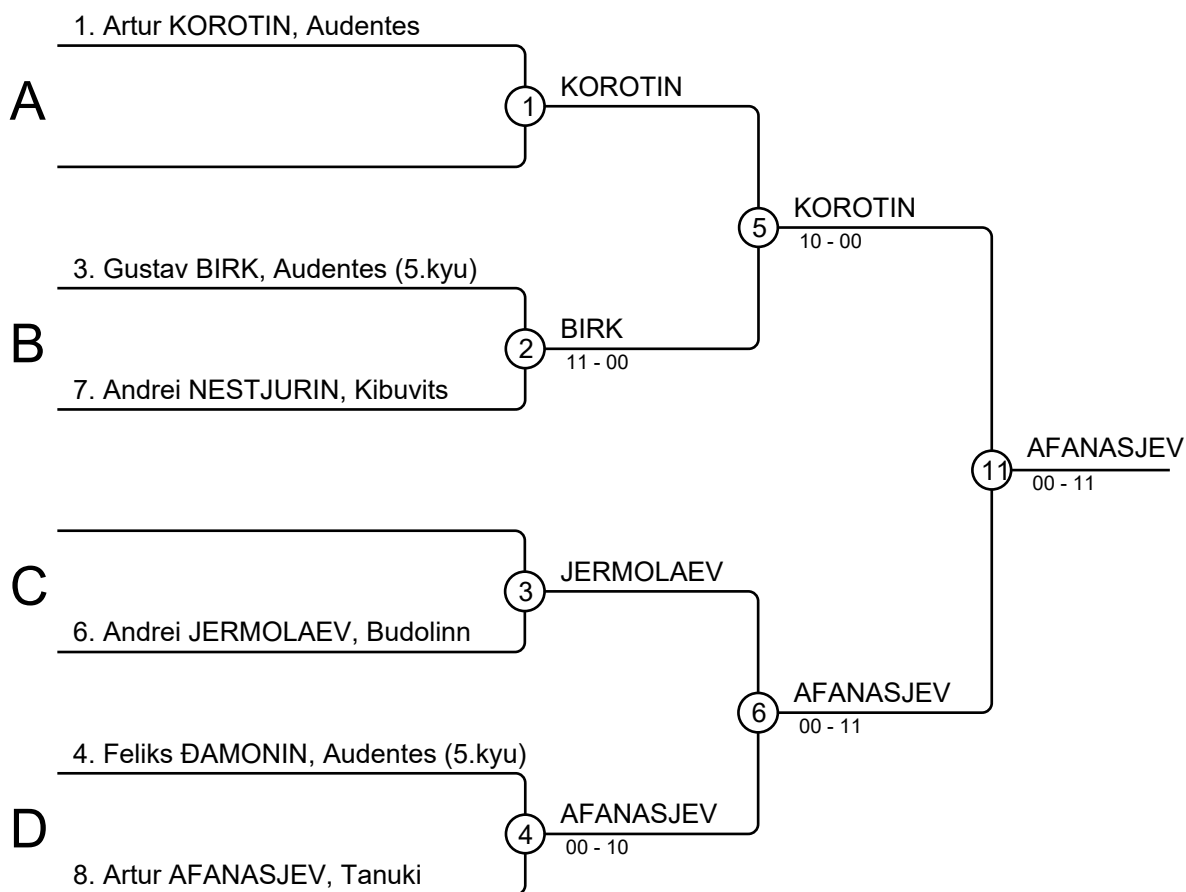 1. Artur KOROTIN, Audentes
A
1
KOROTIN
5
KOROTIN
10 - 00
3. Gustav BIRK, Audentes (5.kyu)
B
2
BIRK
11 - 00
7. Andrei NESTJURIN, Kibuvits
11
AFANASJEV
00 - 11
C
3
JERMOLAEV
6. Andrei JERMOLAEV, Budolinn
6
AFANASJEV
00 - 11
4. Feliks ÐAMONIN, Audentes (5.kyu)
D
4
AFANASJEV
00 - 10
8. Artur AFANASJEV, Tanuki